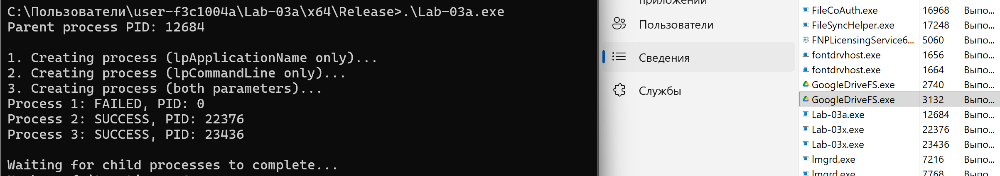 C:\Пользователи\user-f3c1004a\Lab-03a\x64\Release>.\Lab-03a.exe
Parent process PID: 12684
1. Creating process (lpApplicationName only)...
2. Creating process (lpCommandLine only)...
3. Creating process (both parameters)...
Process 1: FAILED, PID: 0
Process 2: SUCCESS, PID: 22376
Process 3: SUCCESS, PID: 23436
Waiting for child processes to complete...
приложений
Пользователи
Сведения
Службы
FileCoAuth.exe 16968 Выпо...
FileSyncHelper.exe 17248 Выпо...
FNPLicensingService6... 5060 Выпо...
fontdrvhost.exe 1656 Выпо...
fontdrvhost.exe 1664 Выпо...
GoogleDriveFS.exe 2740 Выпо...
GoogleDriveFS.exe 3132 Выпо...
Lab-03a.exe 12684 Выпо...
Lab-03x.exe 22376 Выпо...
Lab-03x.exe 23436 Выпо...
lmgrd.exe 7216 Выпо...
lmgrd.exe 7768 Выпо...